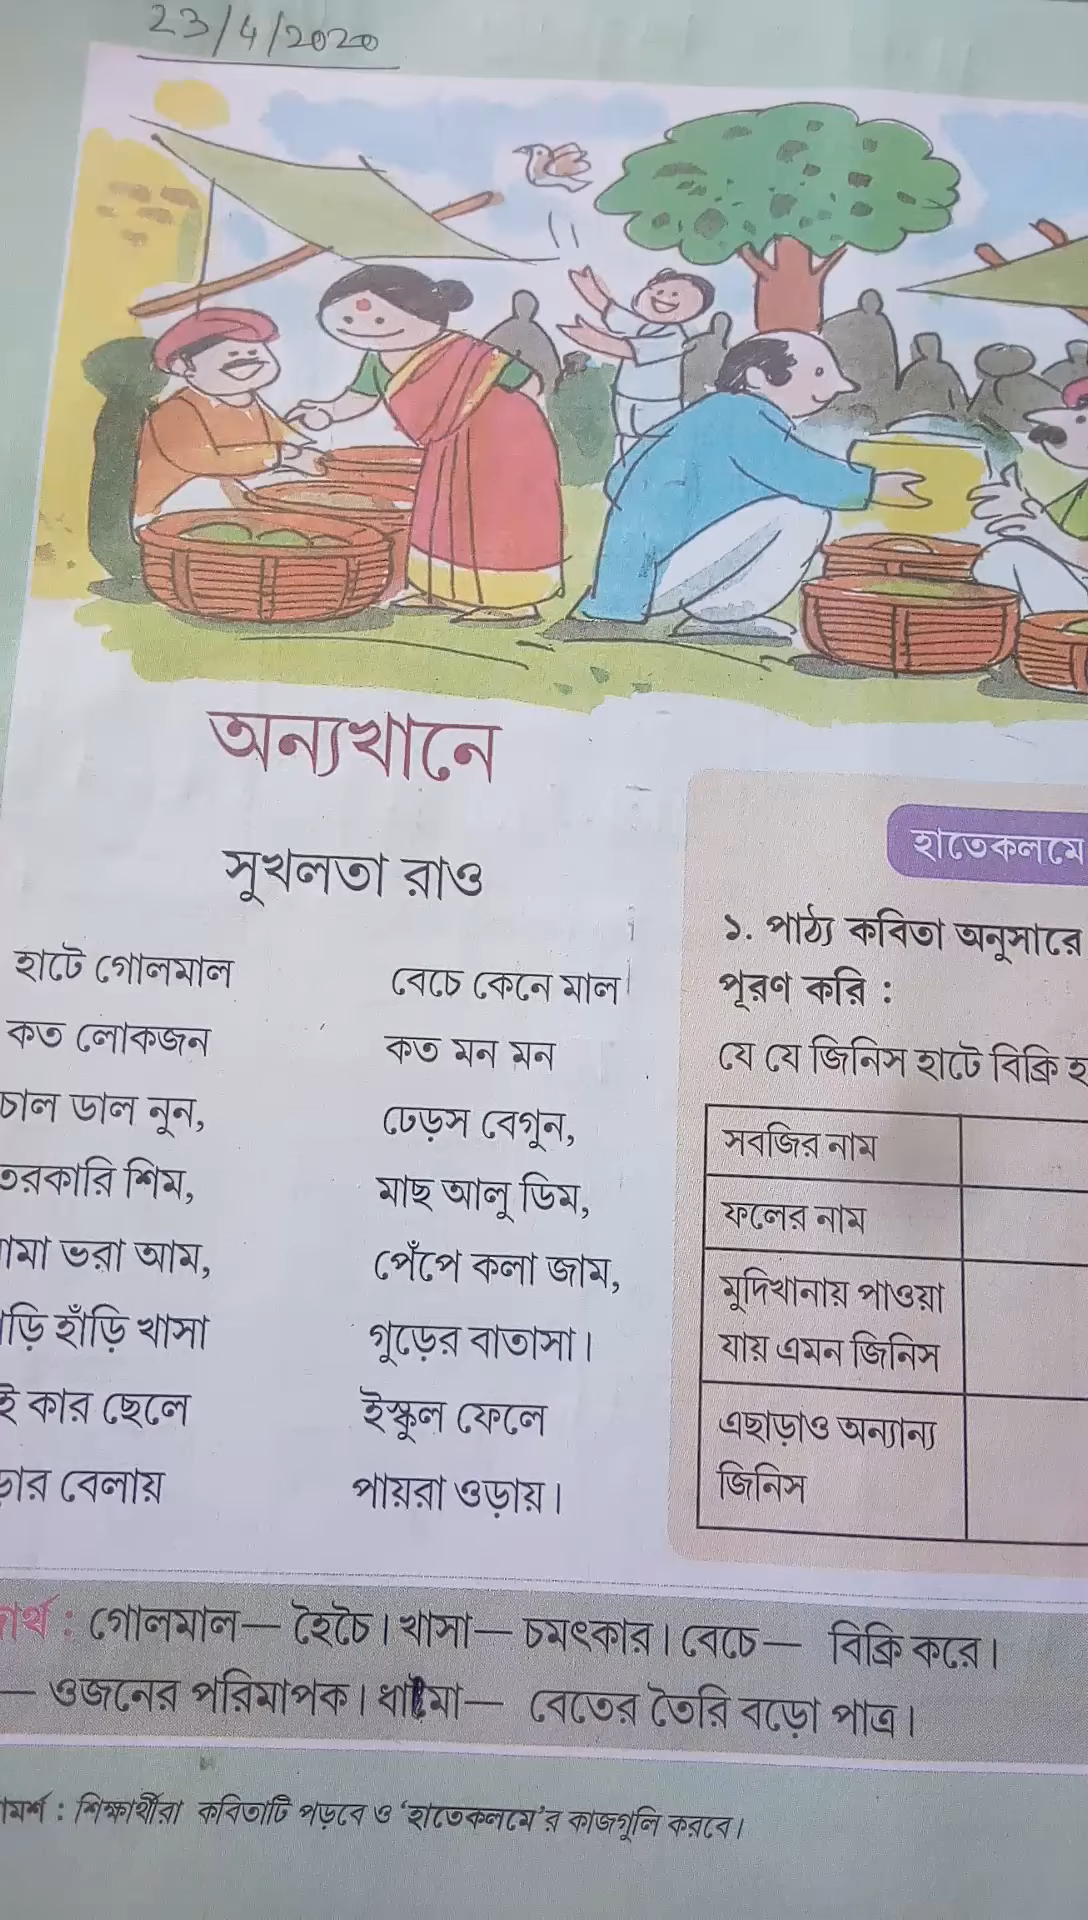 23/4/2020
অন্যখানে
সুখলতা রাও
হাটে গোলমাল বেচে কেনে মাল
কত লোকজন কত মন মন
চাল ডাল নুন, ঢেড়স বেগুন,
তরকারি শিম, মাছ আলু ডিম,
ভরা আম, পেঁপে কলা জাম,
হাঁড়ি খাসা গুড়ের বাতাসা।
কার ছেলে ইস্কুল ফেলে
বেলায় পায়রা ওড়ায়।
হাতেকলমে
১. পাঠ্য কবিতা অনুসারে
পূরণ করি :
যে যে জিনিস হাটে বিক্রি
সবজির নাম
ফলের নাম
মুদিখানায় পাওয়া
যায় এমন জিনিস
এছাড়াও অন্যান্য
জিনিস
: গোলমাল— হৈচৈ। খাসা— চমৎকার। বেচে— বিক্রি করে।
— ওজনের পরিমাপক। ধামা— বেতের তৈরি বড়ো পাত্র।
: শিক্ষার্থীরা কবিতাটি পড়বে ও ‘হাতেকলমে’র কাজগুলি করবে।